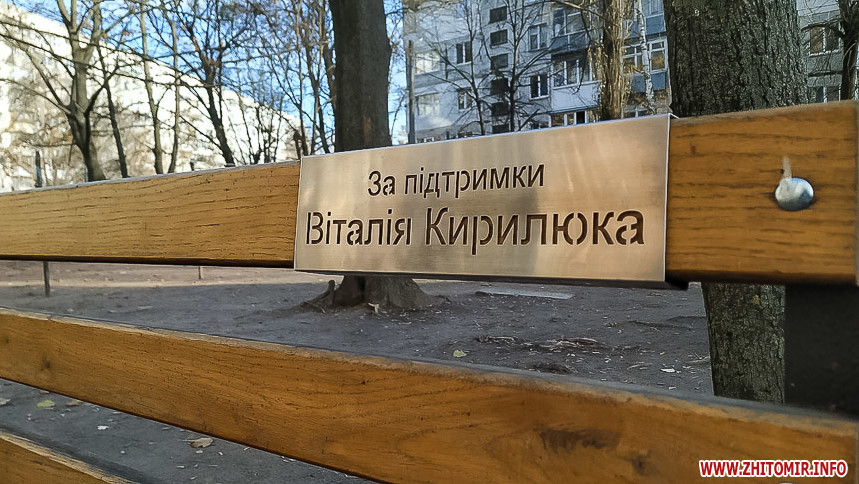 За підтримки
Віталія Кирилюка
WWW.ZHITOMIR.INFO